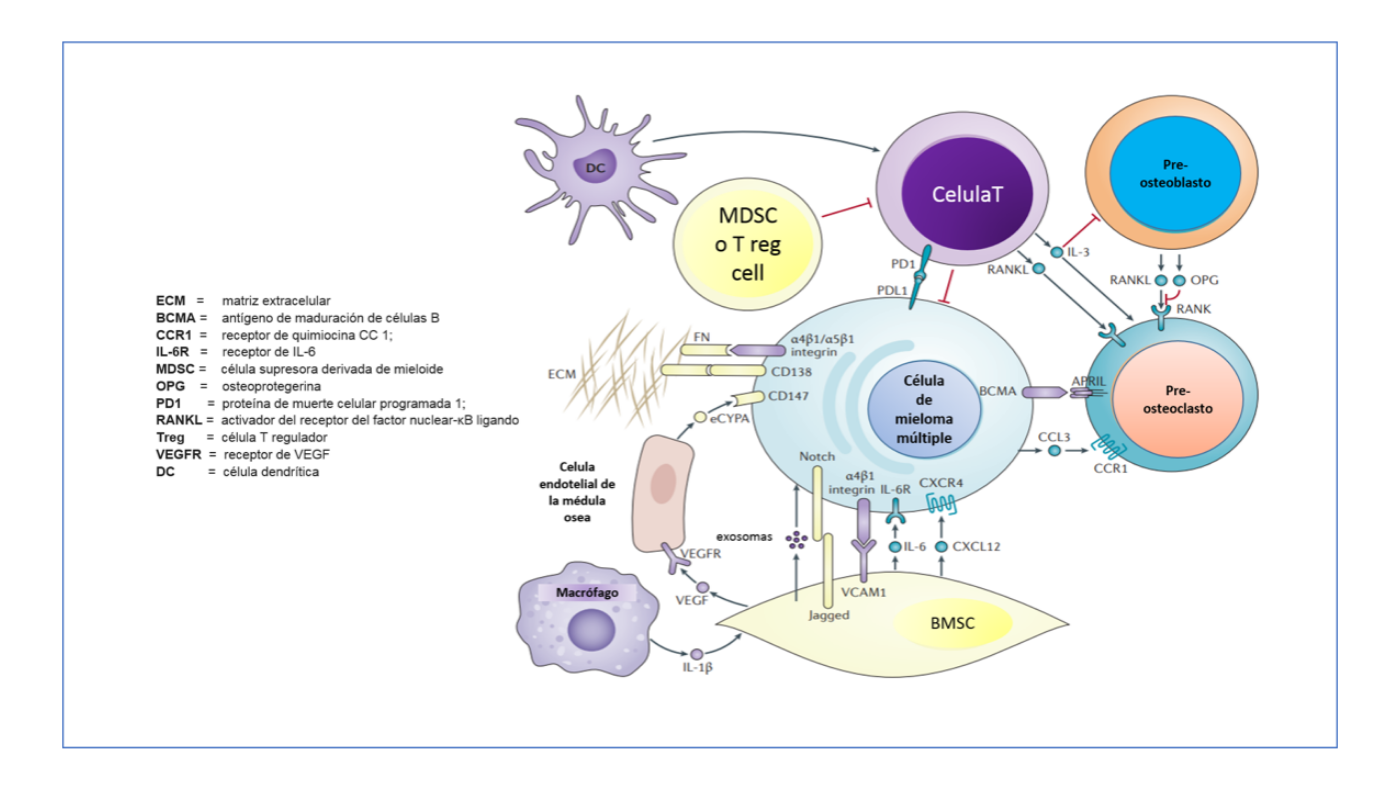 ECM = matriz extracelular
BCMA = antígeno de maduración de células B
CCR1 = receptor de quimiocina CC 1;
IL-6R = receptor de IL-6
MDSC = célula supresora derivada de mieloide
OPG = osteoprotegerina
PD1 = proteína de muerte celular programada 1;
RANKL = activador del receptor del factor nuclear-κB ligando
Treg = célula T regulador
VEGFR = receptor de VEGF
DC = célula dendrítica
DC
MDSC
o T reg
cell
CelulaT
Pre-
osteoblasto
PD1
PDL1
RANKL
IL-3
RANKL
OPG
RANK
FN
α4β1/α5β1
integrin
ECM
CD138
CD147
eCYPA
Célula
de
mieloma
múltiple
BCMA
APRIL
Pre-
osteoclasto
CCL3
CCR1
Celula
endotelial de
la médula
osea
Notch
α4β1
integrin
IL-6R
CXCR4
exosomas
IL-6
CXCL12
VEGFR
VEGF
VCAM1
Jagged
Macrófago
IL-1β
BMSC